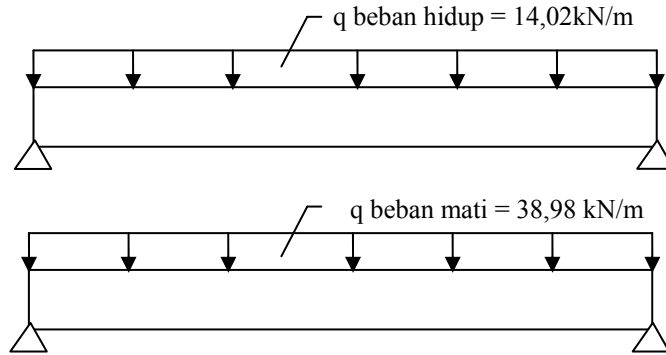 q beban hidup = 14,02kN/m
q beban mati = 38,98 kN/m